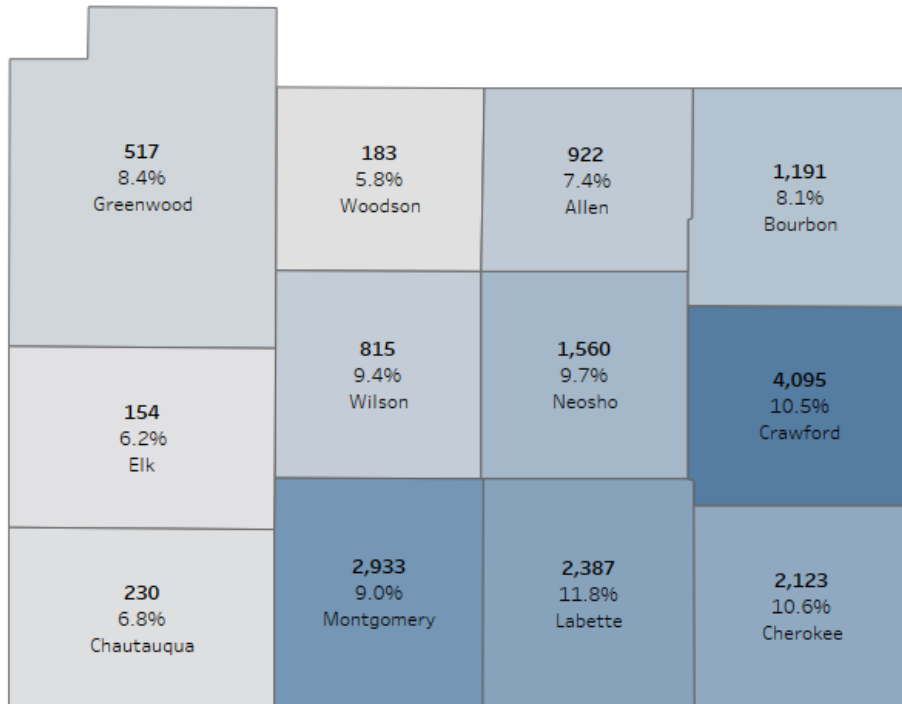 517
8.4%
Greenwood
183
5.8%
Woodson
922
7.4%
Allen
1,191
8.1%
Bourbon
815
9.4%
Wilson
1,560
9.7%
Neosho
4,095
10.5%
Crawford
154
6.2%
Elk
2,933
9.0%
Montgomery
2,387
11.8%
Labette
2,123
10.6%
Cherokee
230
6.8%
Chautauqua